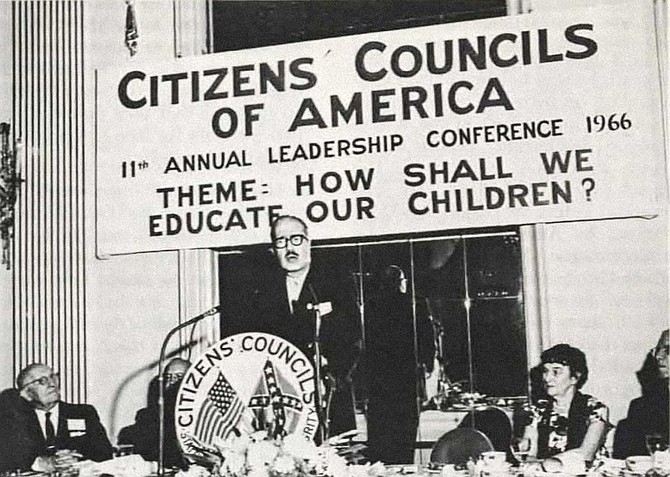 CITIZENS COUNCILS
OF AMERICA
11th ANNUAL LEADERSHIP CONFERENCE 1966
THEME: HOW SHALL WE
EDUCATE OUR CHILDREN?
CITIZENS' COUNCILS